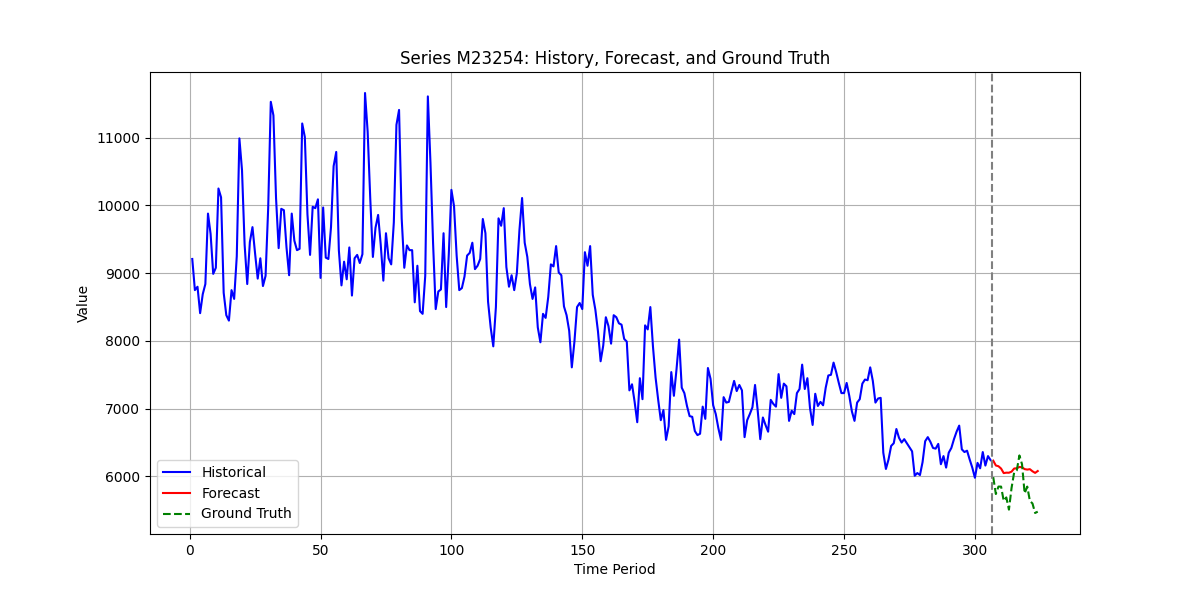 Series M23254: History, Forecast, and Ground Truth
Value
11000
10000
9000
8000
7000
6000
Historical
Forecast
Ground Truth
0 50 100 150 200 250 300
Time Period